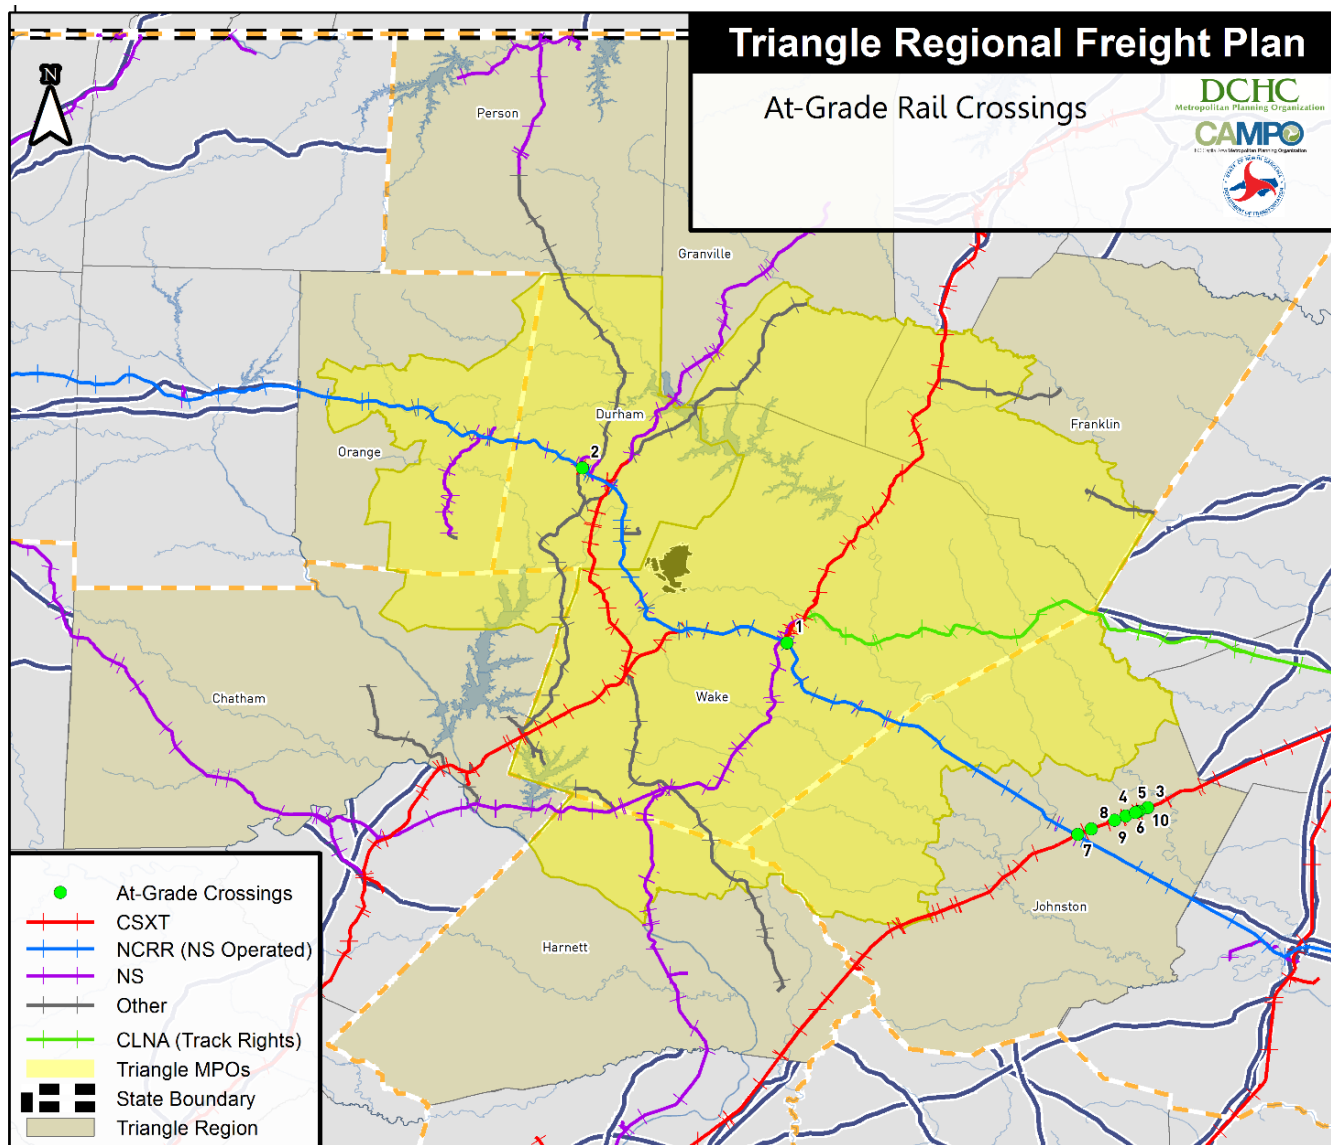 Triangle Regional Freight Plan
At-Grade Rail Crossings
DCHC
Metropolitan Planning Organization
CAMPO
N
Person
Granville
Franklin
Durham
Orange
2
1
Wake
Chatham
Johnston
Harnett
4
5
3
8
9
6
10
7
At-Grade Crossings
CSXT
NCRR (NS Operated)
NS
Other
CLNA (Track Rights)
Triangle MPOs
State Boundary
Triangle Region